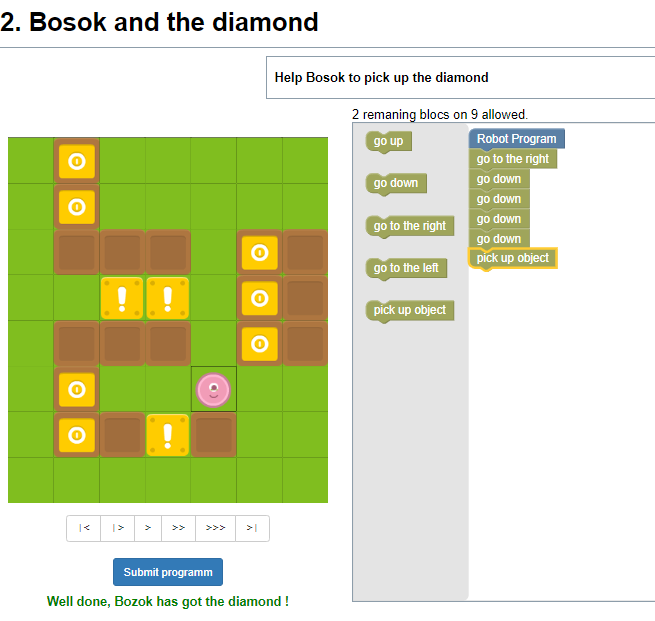 2. Bosok and the diamond
Help Bosok to pick up the diamond
2 remaning blocs on 9 allowed.
go up
go down
go to the right
go to the left
pick up object
Robot Program
go to the right
go down
go down
go down
go down
pick up object
|< |> > >> >>> >|
Submit programm
Well done, Bozok has got the diamond !